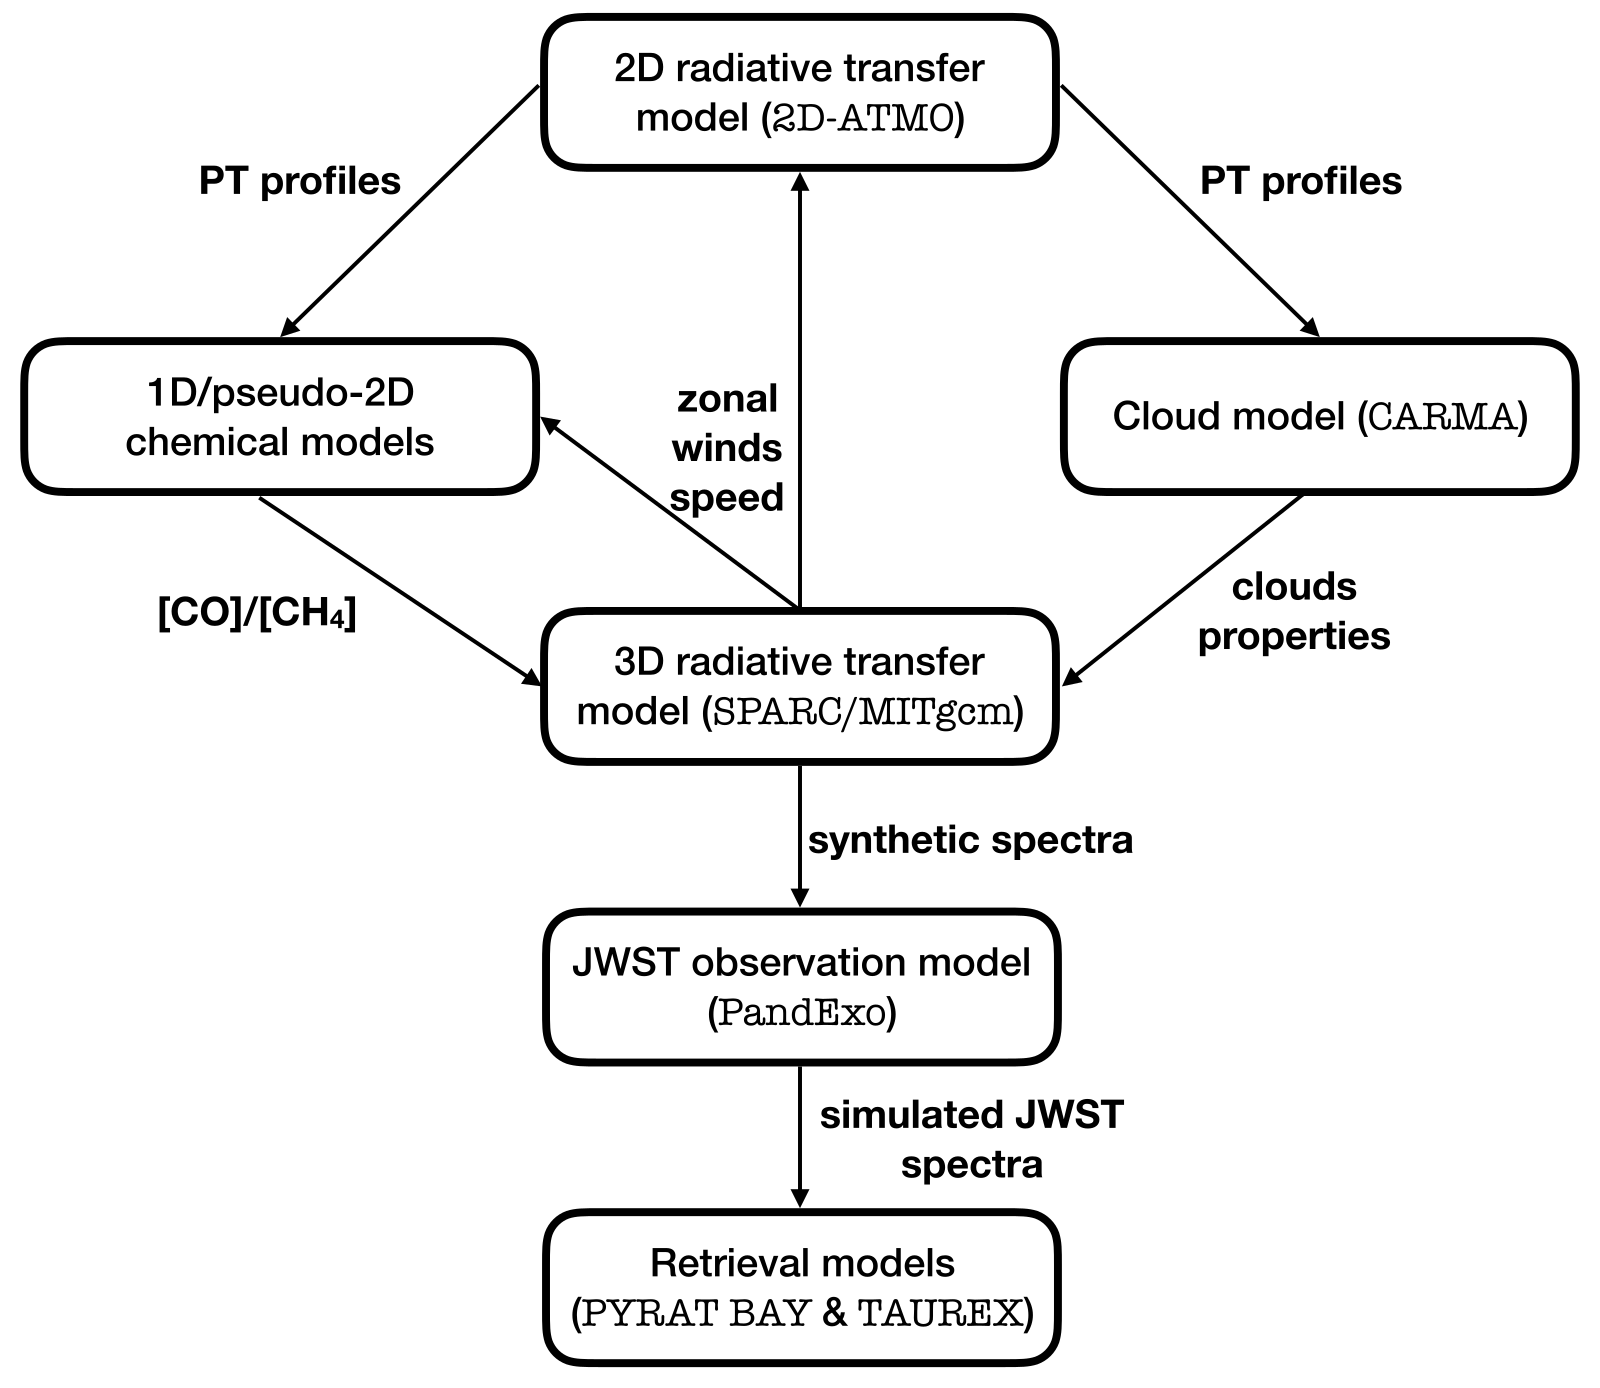 2D radiative transfer
model (2D-ATMO)
PT profiles
PT profiles
1D/pseudo-2D
chemical models
zonal
winds
speed
Cloud model (CARMA)
[CO]/[CH₄]
clouds
properties
3D radiative transfer
model (SPARC/MITgcm)
synthetic spectra
JWST observation model
(PandExo)
simulated JWST
spectra
Retrieval models
(PYRAT BAY & TAUREX)